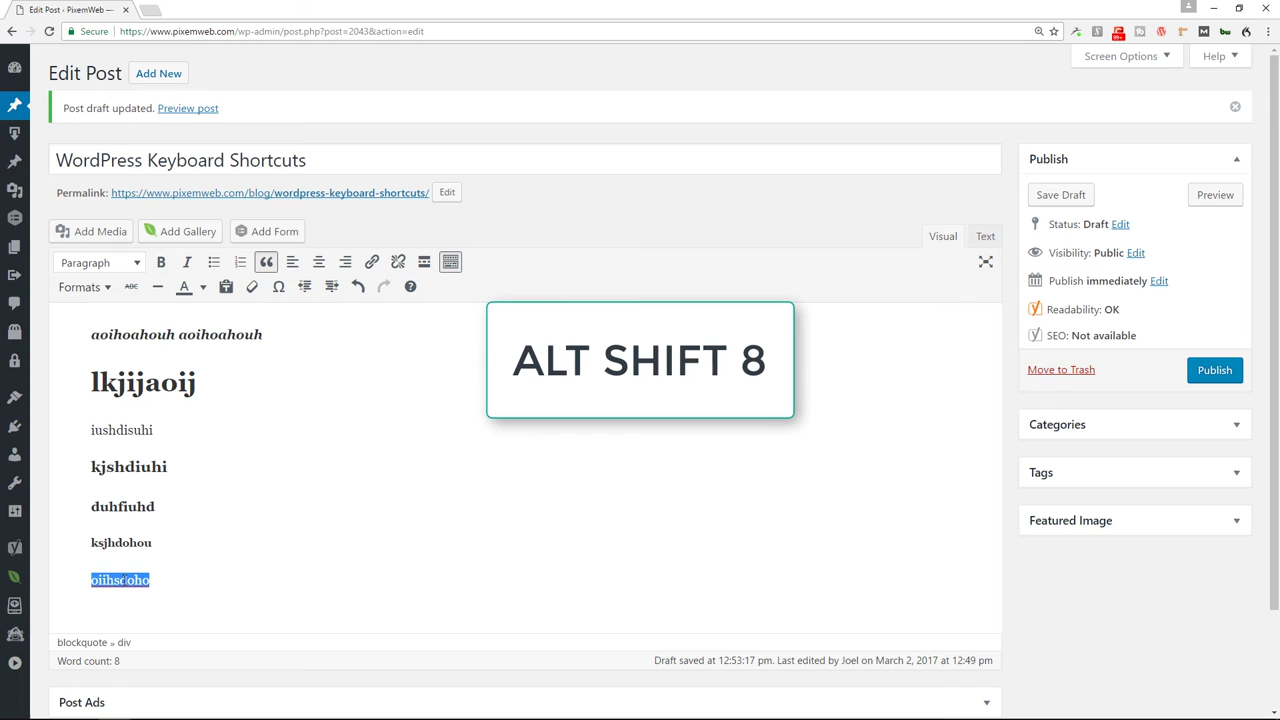 Edit Post ‹ PixemWeb —
Secure
https://www.pixemweb.com/wp-admin/post.php?post=2043&action=edit
99+
Screen Options
Help
Edit Post
Add New
Post draft updated. Preview post
WordPress Keyboard Shortcuts
Permalink: https://www.pixemweb.com/blog/wordpress-keyboard-shortcuts/ Edit
Add Media
Add Gallery
Add Form
Visual
Text
Paragraph
B
I
Formats
ABC
A
Ω
aoihoahouh aoihoahouh
lkjijaoij
iushdisuhi
kjshdiuhi
duhfiuhd
ksjhdohou
oiihsdoho
ALT SHIFT 8
blockquote » div
Word count: 8
Draft saved at 12:53:17 pm. Last edited by Joel on March 2, 2017 at 12:49 pm
Post Ads
Publish
Save Draft
Preview
Status: Draft Edit
Visibility: Public Edit
Publish immediately Edit
Readability: OK
SEO: Not available
Move to Trash
Publish
Categories
Tags
Featured Image